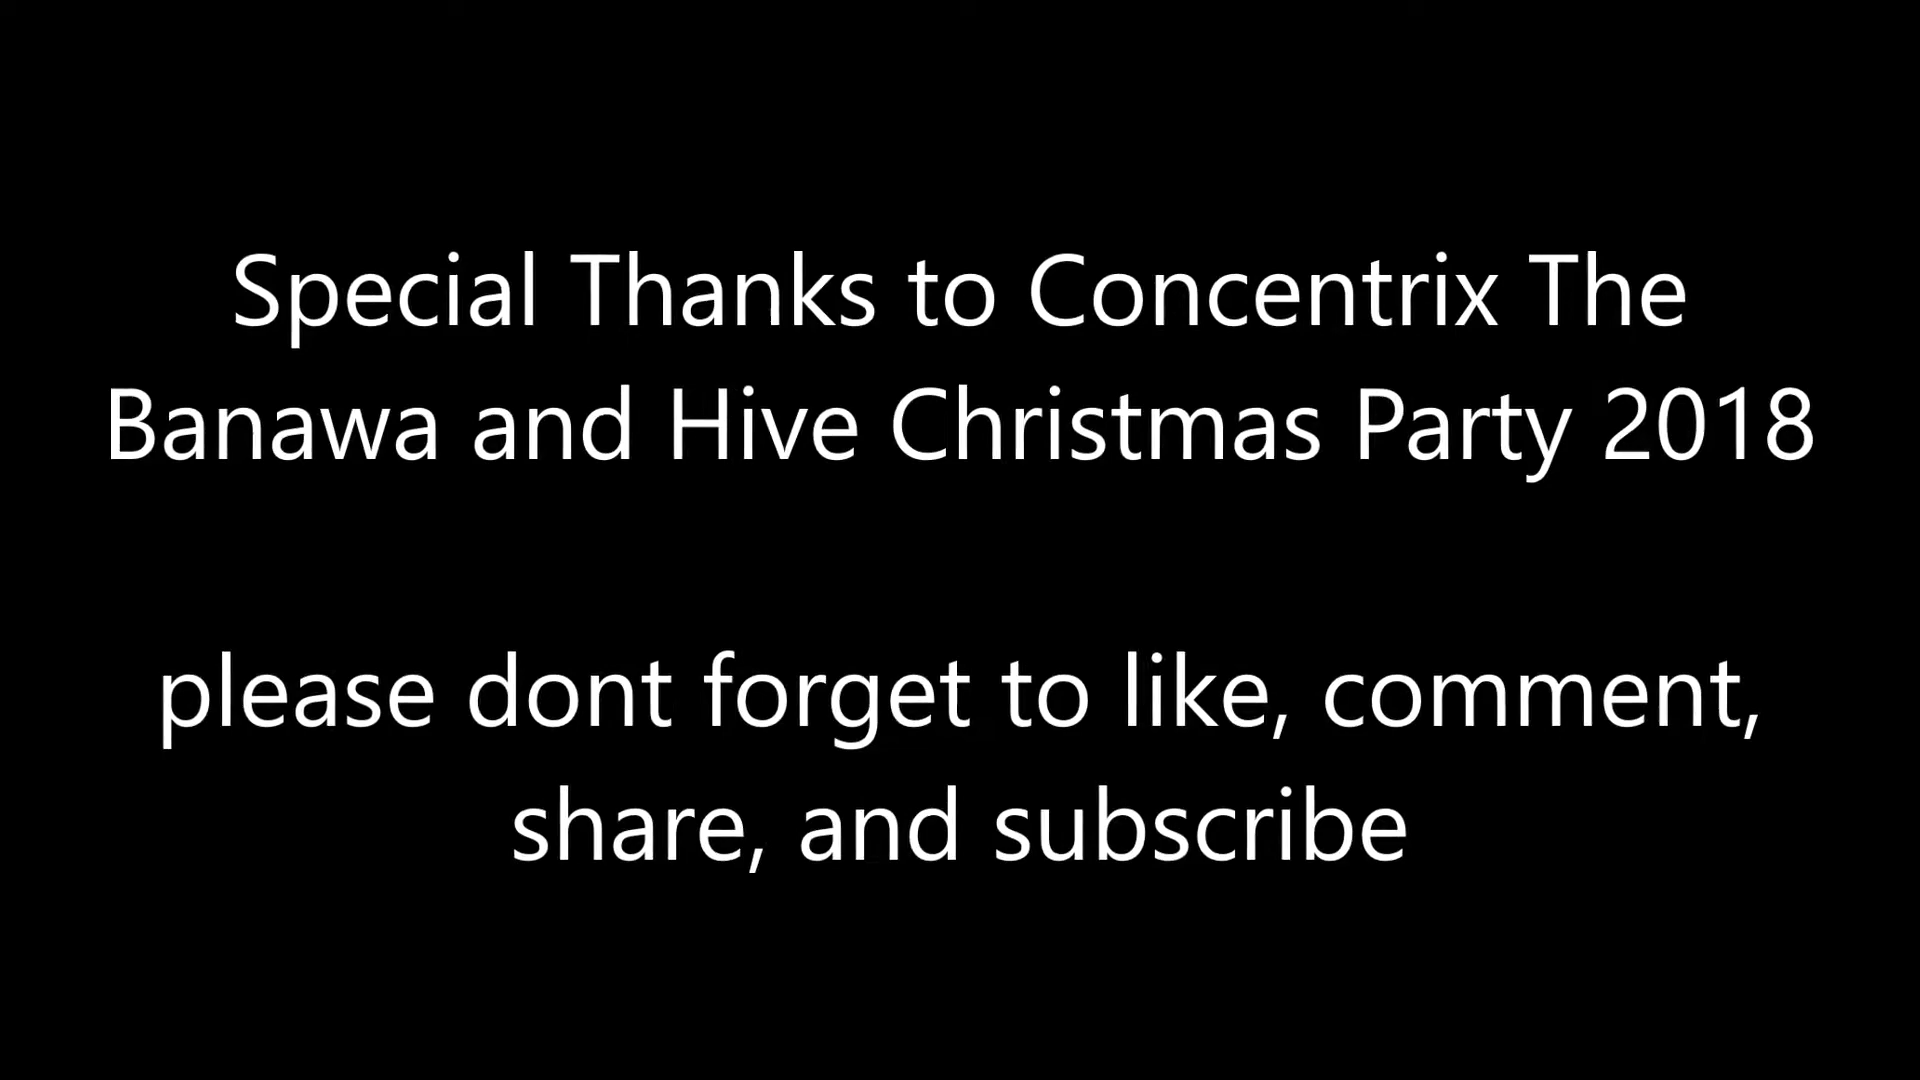 Special Thanks to Concentrix The
Banawa and Hive Christmas Party 2018
please dont forget to like, comment,
share, and subscribe